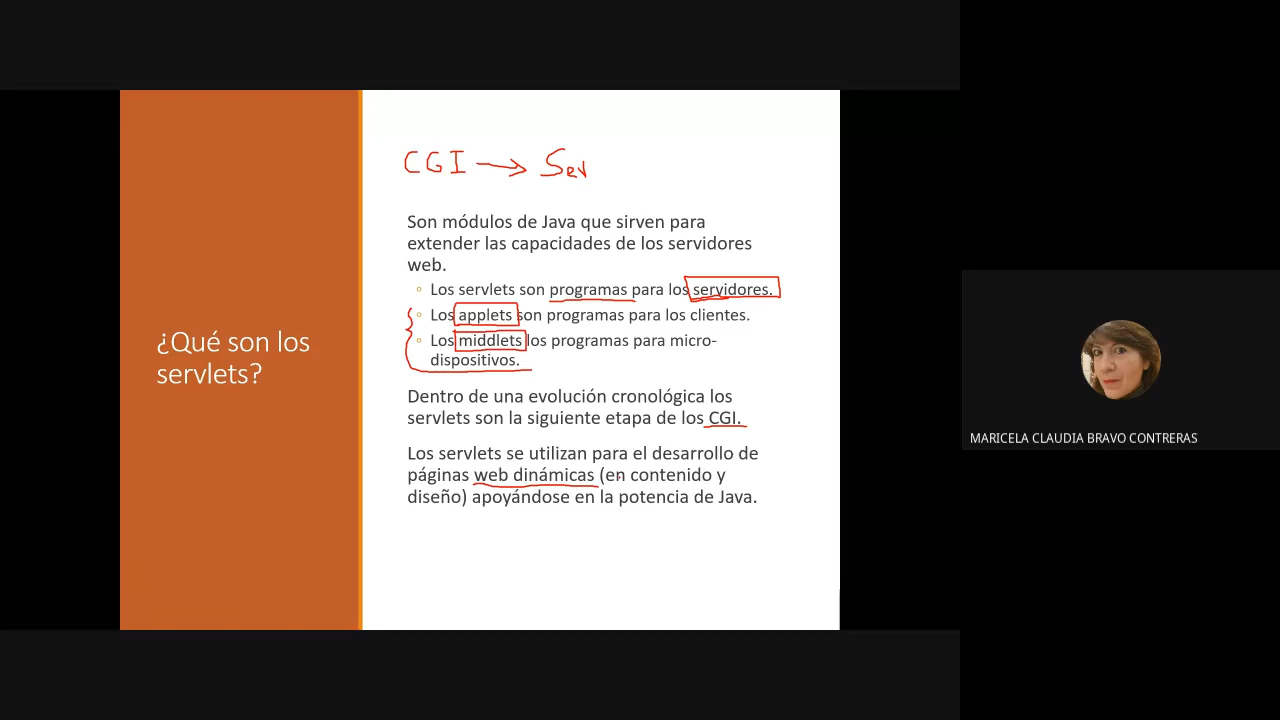 ¿Qué son los
servlets?
CGI → Ser
Son módulos de Java que sirven para
extender las capacidades de los servidores
web.
◦ Los servlets son programas para los servidores.
◦ Los applets son programas para los clientes.
◦ Los middlets los programas para micro-
dispositivos.
Dentro de una evolución cronológica los
servlets son la siguiente etapa de los CGI.
Los servlets se utilizan para el desarrollo de
páginas web dinámicas (en contenido y
diseño) apoyándose en la potencia de Java.
MARICELA CLAUDIA BRAVO CONTRERAS